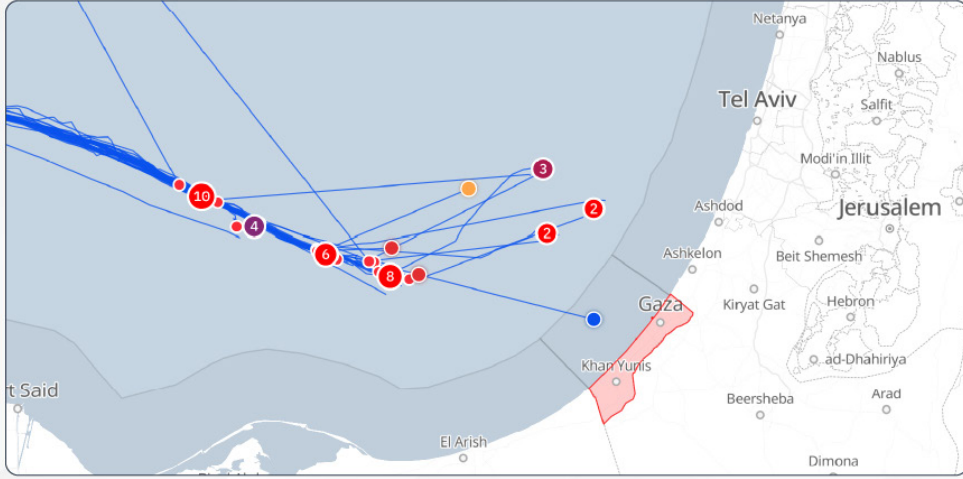 Netanya
Nablus
Tel Aviv
Salfit
Modi'in Illit
3
10
2
Ashdod
Jerusalem
4
2
6
Beit Shemesh
Ashkelon
8
Kiryat Gat
Hebron
Gaza
Khan Yunis
ad-Dhahiriya
rt Said
Beersheba
Arad
El Arish
Dimona